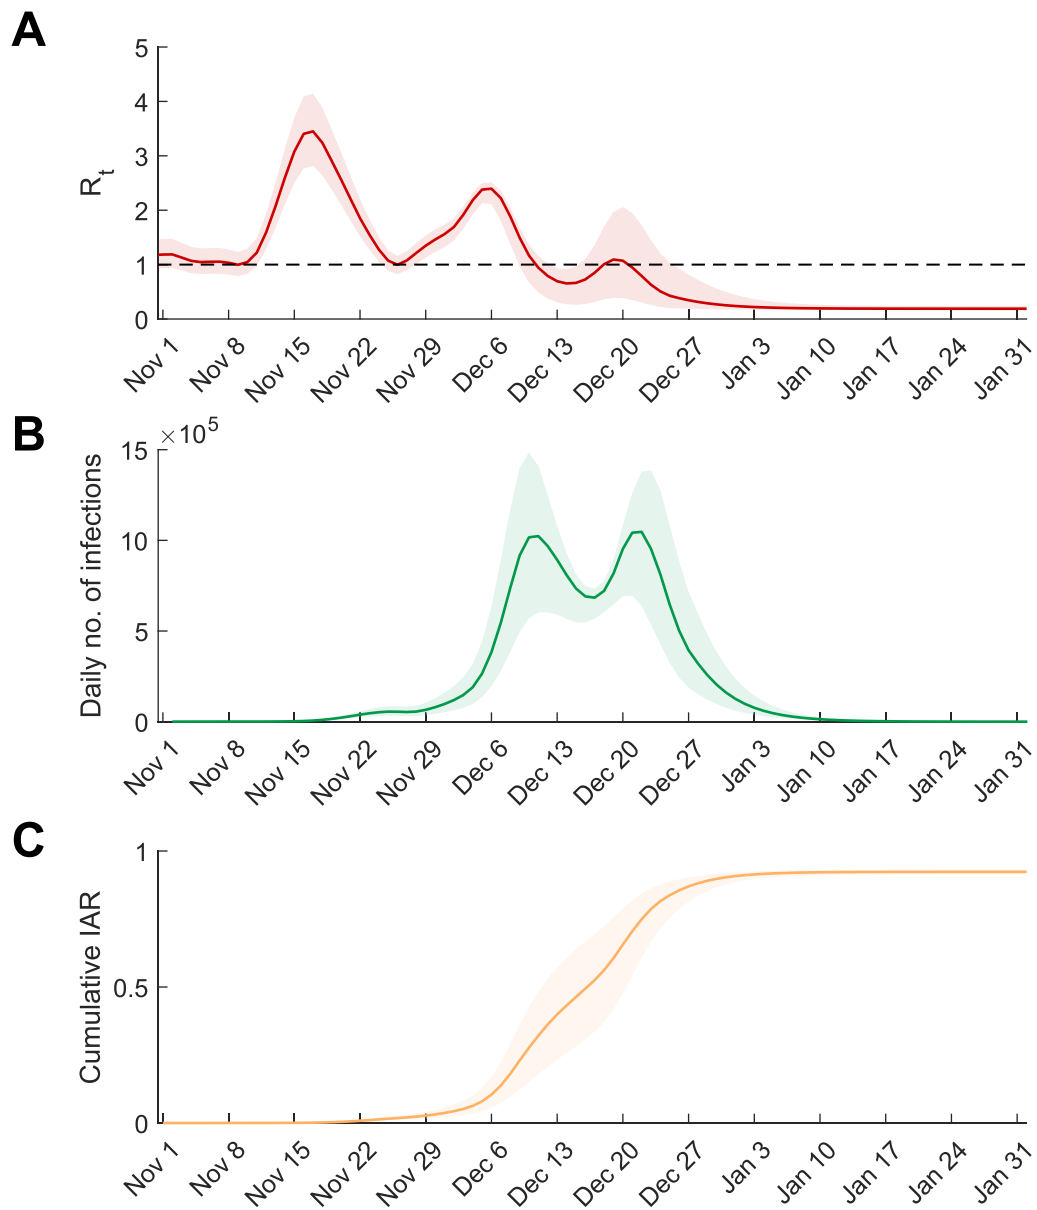 A
5
4
3
2
1
0
R_t
Nov 1 Nov 8 Nov 15 Nov 22 Nov 29 Dec 6 Dec 13 Dec 20 Dec 27 Jan 3 Jan 10 Jan 17 Jan 24 Jan 31
B
×10⁵
15
10
5
0
Daily no. of infections
Nov 1 Nov 8 Nov 15 Nov 22 Nov 29 Dec 6 Dec 13 Dec 20 Dec 27 Jan 3 Jan 10 Jan 17 Jan 24 Jan 31
C
1
0.5
0
Cumulative IAR
Nov 1 Nov 8 Nov 15 Nov 22 Nov 29 Dec 6 Dec 13 Dec 20 Dec 27 Jan 3 Jan 10 Jan 17 Jan 24 Jan 31